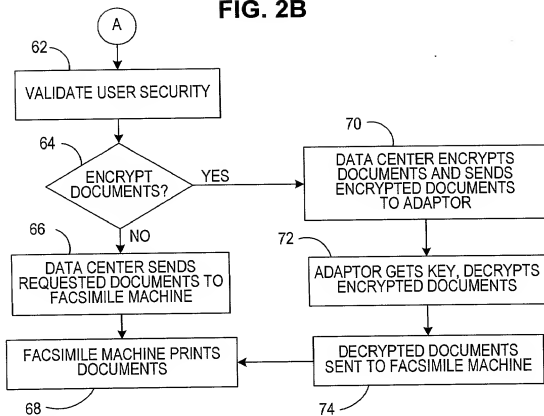 FIG. 2B
A
62
VALIDATE USER SECURITY
64
ENCRYPT
DOCUMENTS?
YES
NO
66
DATA CENTER SENDS
REQUESTED DOCUMENTS TO
FACSIMILE MACHINE
FACSIMILE MACHINE PRINTS
DOCUMENTS
68
70
DATA CENTER ENCRYPTS
DOCUMENTS AND SENDS
ENCRYPTED DOCUMENTS
TO ADAPTOR
72
ADAPTOR GETS KEY, DECRYPTS
ENCRYPTED DOCUMENTS
DECRYPTED DOCUMENTS
SENT TO FACSIMILE MACHINE
74